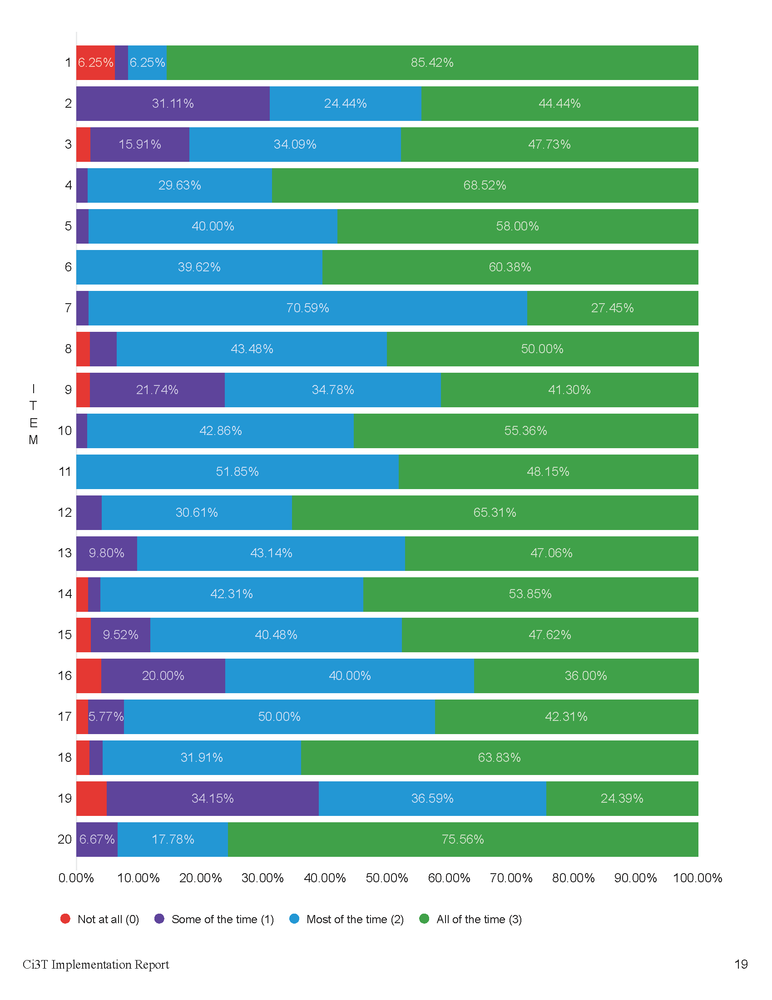 1 6.25% 6.25% 85.42%
2 31.11% 24.44% 44.44%
3 15.91% 34.09% 47.73%
4 29.63% 68.52%
5 40.00% 58.00%
6 39.62% 60.38%
7 70.59% 27.45%
8 43.48% 50.00%
I
T
E
M
9 21.74% 34.78% 41.30%
10 42.86% 55.36%
11 51.85% 48.15%
12 30.61% 65.31%
13 9.80% 43.14% 47.06%
14 42.31% 53.85%
15 9.52% 40.48% 47.62%
16 20.00% 40.00% 36.00%
17 5.77% 50.00% 42.31%
18 31.91% 63.83%
19 34.15% 36.59% 24.39%
20 6.67% 17.78% 75.56%
0.00% 10.00% 20.00% 30.00% 40.00% 50.00% 60.00% 70.00% 80.00% 90.00% 100.00%
Not at all (0) Some of the time (1) Most of the time (2) All of the time (3)
Ci3T Implementation Report 19